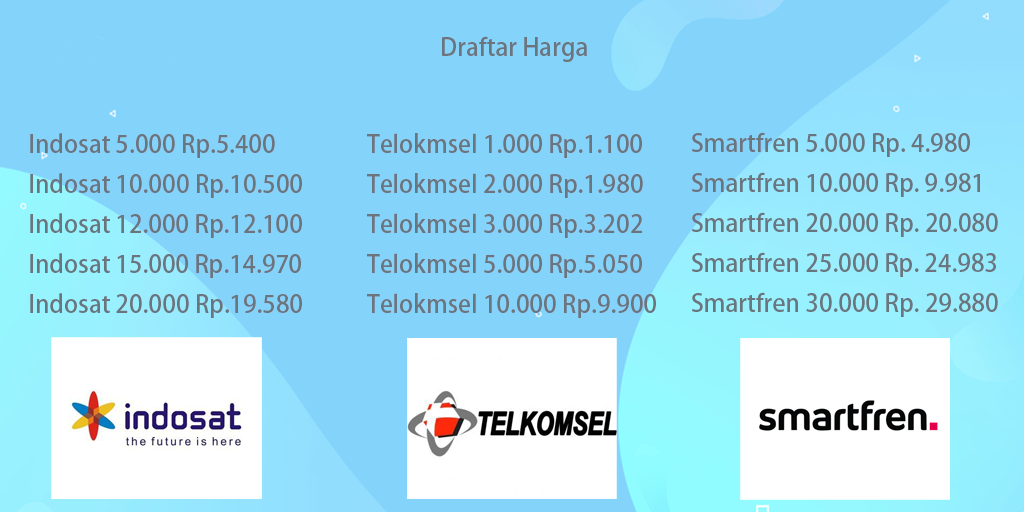 Draftar Harga
Indosat 5.000 Rp.5.400
Indosat 10.000 Rp.10.500
Indosat 12.000 Rp.12.100
Indosat 15.000 Rp.14.970
Indosat 20.000 Rp.19.580
Telokmsel 1.000 Rp.1.100
Telokmsel 2.000 Rp.1.980
Telokmsel 3.000 Rp.3.202
Telokmsel 5.000 Rp.5.050
Telokmsel 10.000 Rp.9.900
Smartfren 5.000 Rp. 4.980
Smartfren 10.000 Rp. 9.981
Smartfren 20.000 Rp. 20.080
Smartfren 25.000 Rp. 24.983
Smartfren 30.000 Rp. 29.880
indosat
the future is here
TELKOMSEL
smartfren.